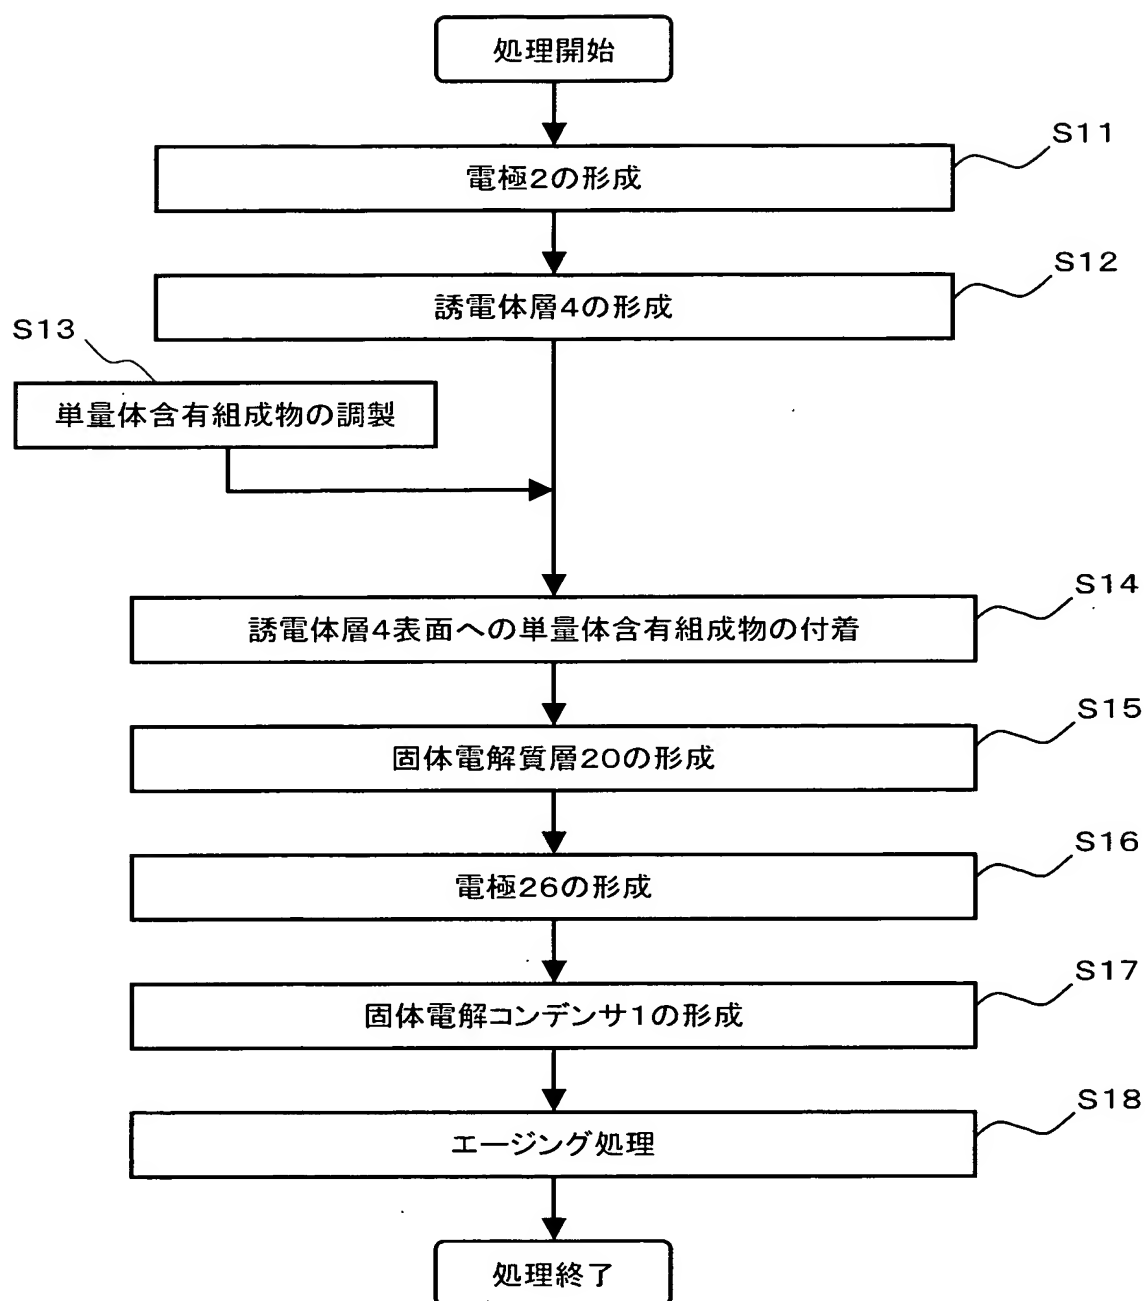 処理開始
S11
電極2の形成
S12
誘電体層4の形成
S13
単量体含有組成物の調製
S14
誘電体層4表面への単量体含有組成物の付着
S15
固体電解質層20の形成
S16
電極26の形成
S17
固体電解コンデンサ1の形成
S18
エージング処理
処理終了